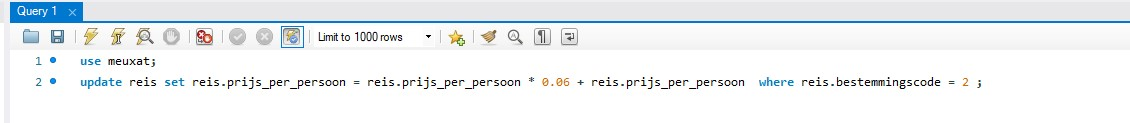 Query 1
Limit to 1000 rows
1 use meuxat;
2 update reis set reis.prijs_per_persoon = reis.prijs_per_persoon * 0.06 + reis.prijs_per_persoon  where reis.bestemmingscode = 2 ;